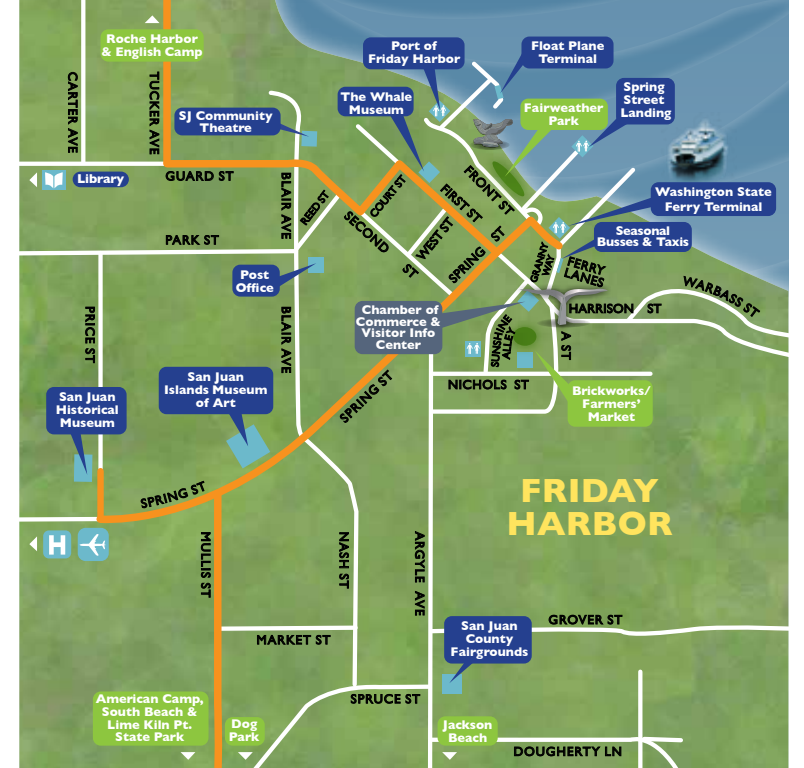 Roche Harbor
& English Camp
CARTER AVE
TUCKER AVE
Port of
Friday Harbor
Float Plane
Terminal
The Whale
Museum
Fairweather
Park
Spring
Street
Landing
SJ Community
Theatre
Library
GUARD ST
BLAIR AVE
REED ST
COURT ST
SECOND
ST
FIRST ST
WEST ST
FRONT ST
SPRING
ST
Washington State
Ferry Terminal
Seasonal
Busses & Taxis
PARK ST
GRANNY
WAY
FERRY
LANES
Post
Office
WARBASS ST
HARRISON ST
Chamber of
Commerce &
Visitor Info
Center
PRICE ST
BLAIR AVE
SUNSHINE
ALLEY
A ST
San Juan
Historical
Museum
San Juan
Islands Museum
of Art
SPRING ST
NICHOLS ST
Brickworks/
Farmers'
Market
SPRING ST
FRIDAY
HARBOR
H
MULLIS ST
NASH ST
ARGYLE AVE
MARKET ST
GROVER ST
San Juan
County
Fairgrounds
SPRUCE ST
American Camp,
South Beach &
Lime Kiln Pt.
State Park
Dog
Park
Jackson
Beach
DOUGHERTY LN